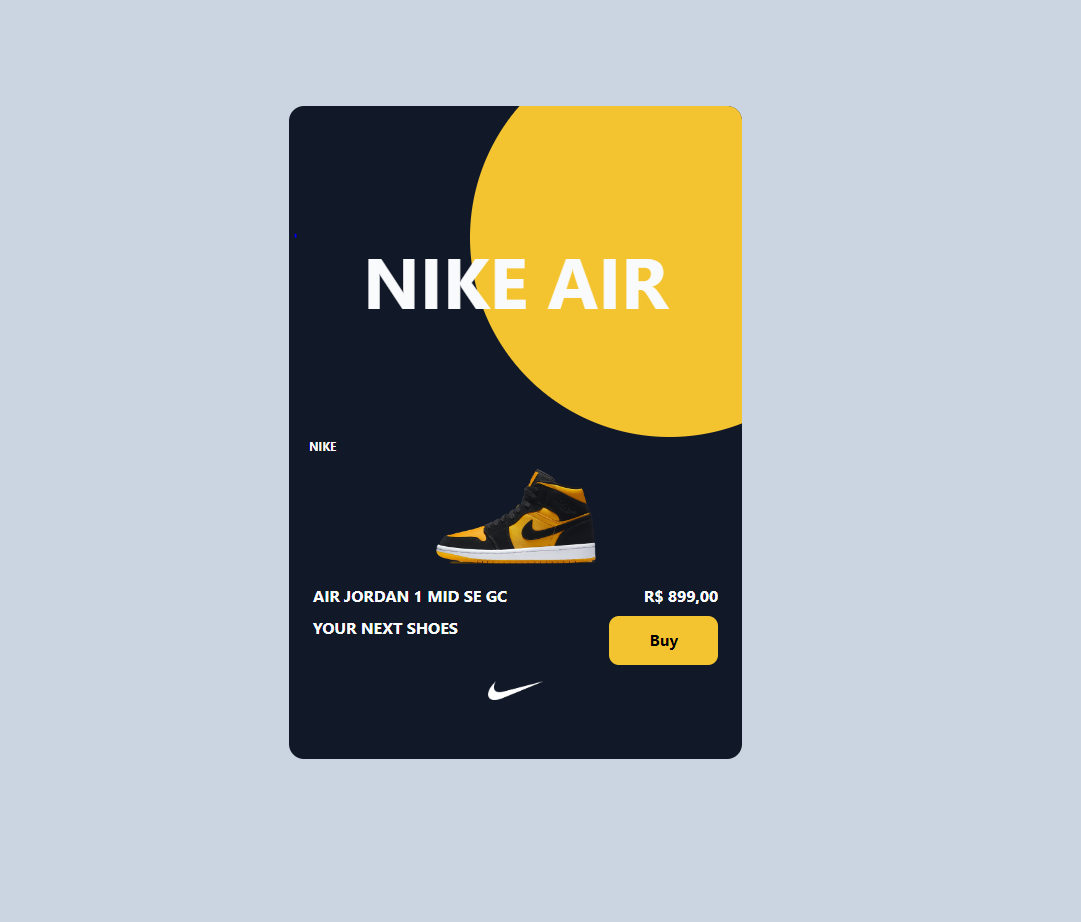 NIKE AIR
NIKE
AIR JORDAN 1 MID SE GC
R$ 899,00
YOUR NEXT SHOES
Buy